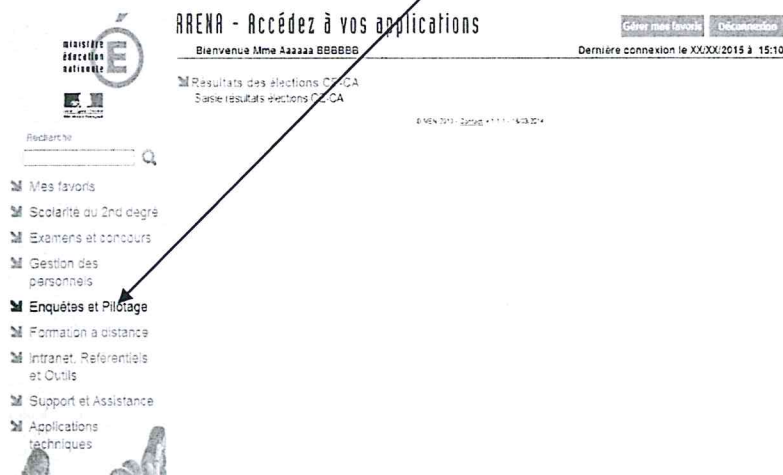 ARENA - Accédez à vos applications
Gérer mes favoris
Déconnexion
ministère
éducation
nationale
Bienvenue Mme Aaaaaa BBBBBB
Dernière connexion le XX/XX/2015 à 15:10
Résultats des élections CE-CA
Saisie résultats élections CE-CA
Recherche
Mes favoris
Scolarité du 2nd degré
Examens et concours
Gestion des
personnels
Enquêtes et Pilotage
Formation à distance
Intranet, Référentiels
et Outils
Support et Assistance
Applications
techniques